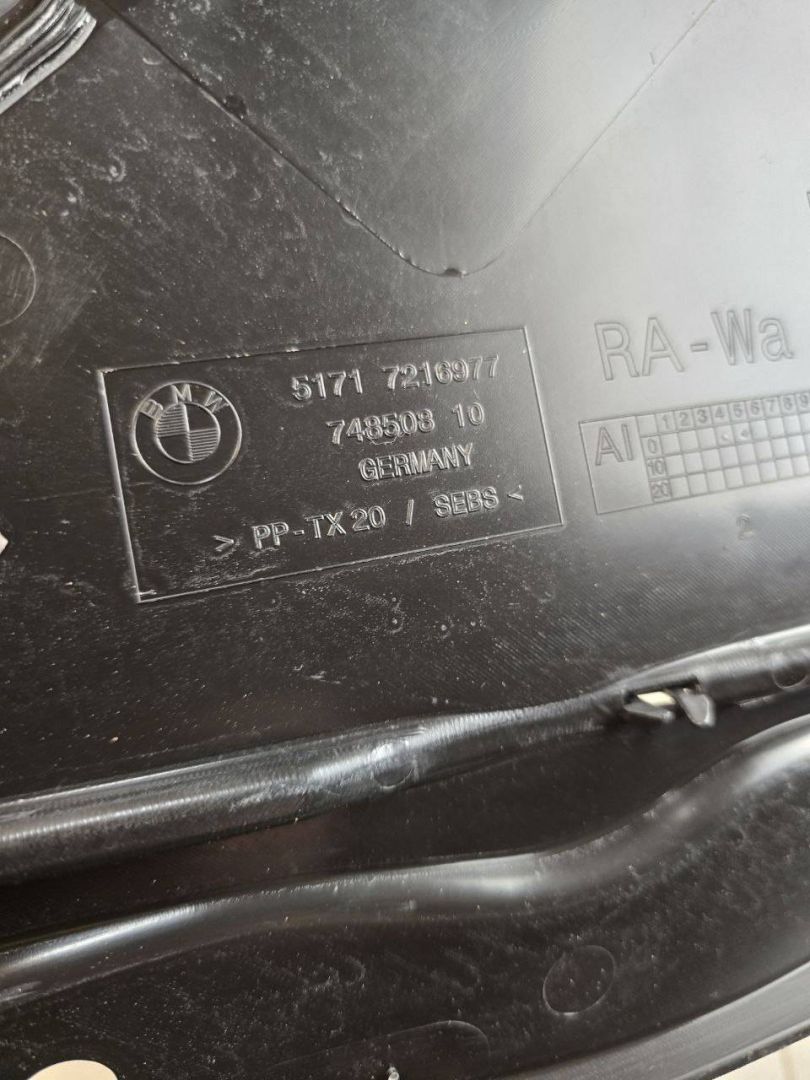 BMW
5171 7216977
748508 10
GERMANY
> PP-TX20 / SEBS <
RA-Wa
AI
1 2 3 4 5 6 7 8 9
0
10
20
2